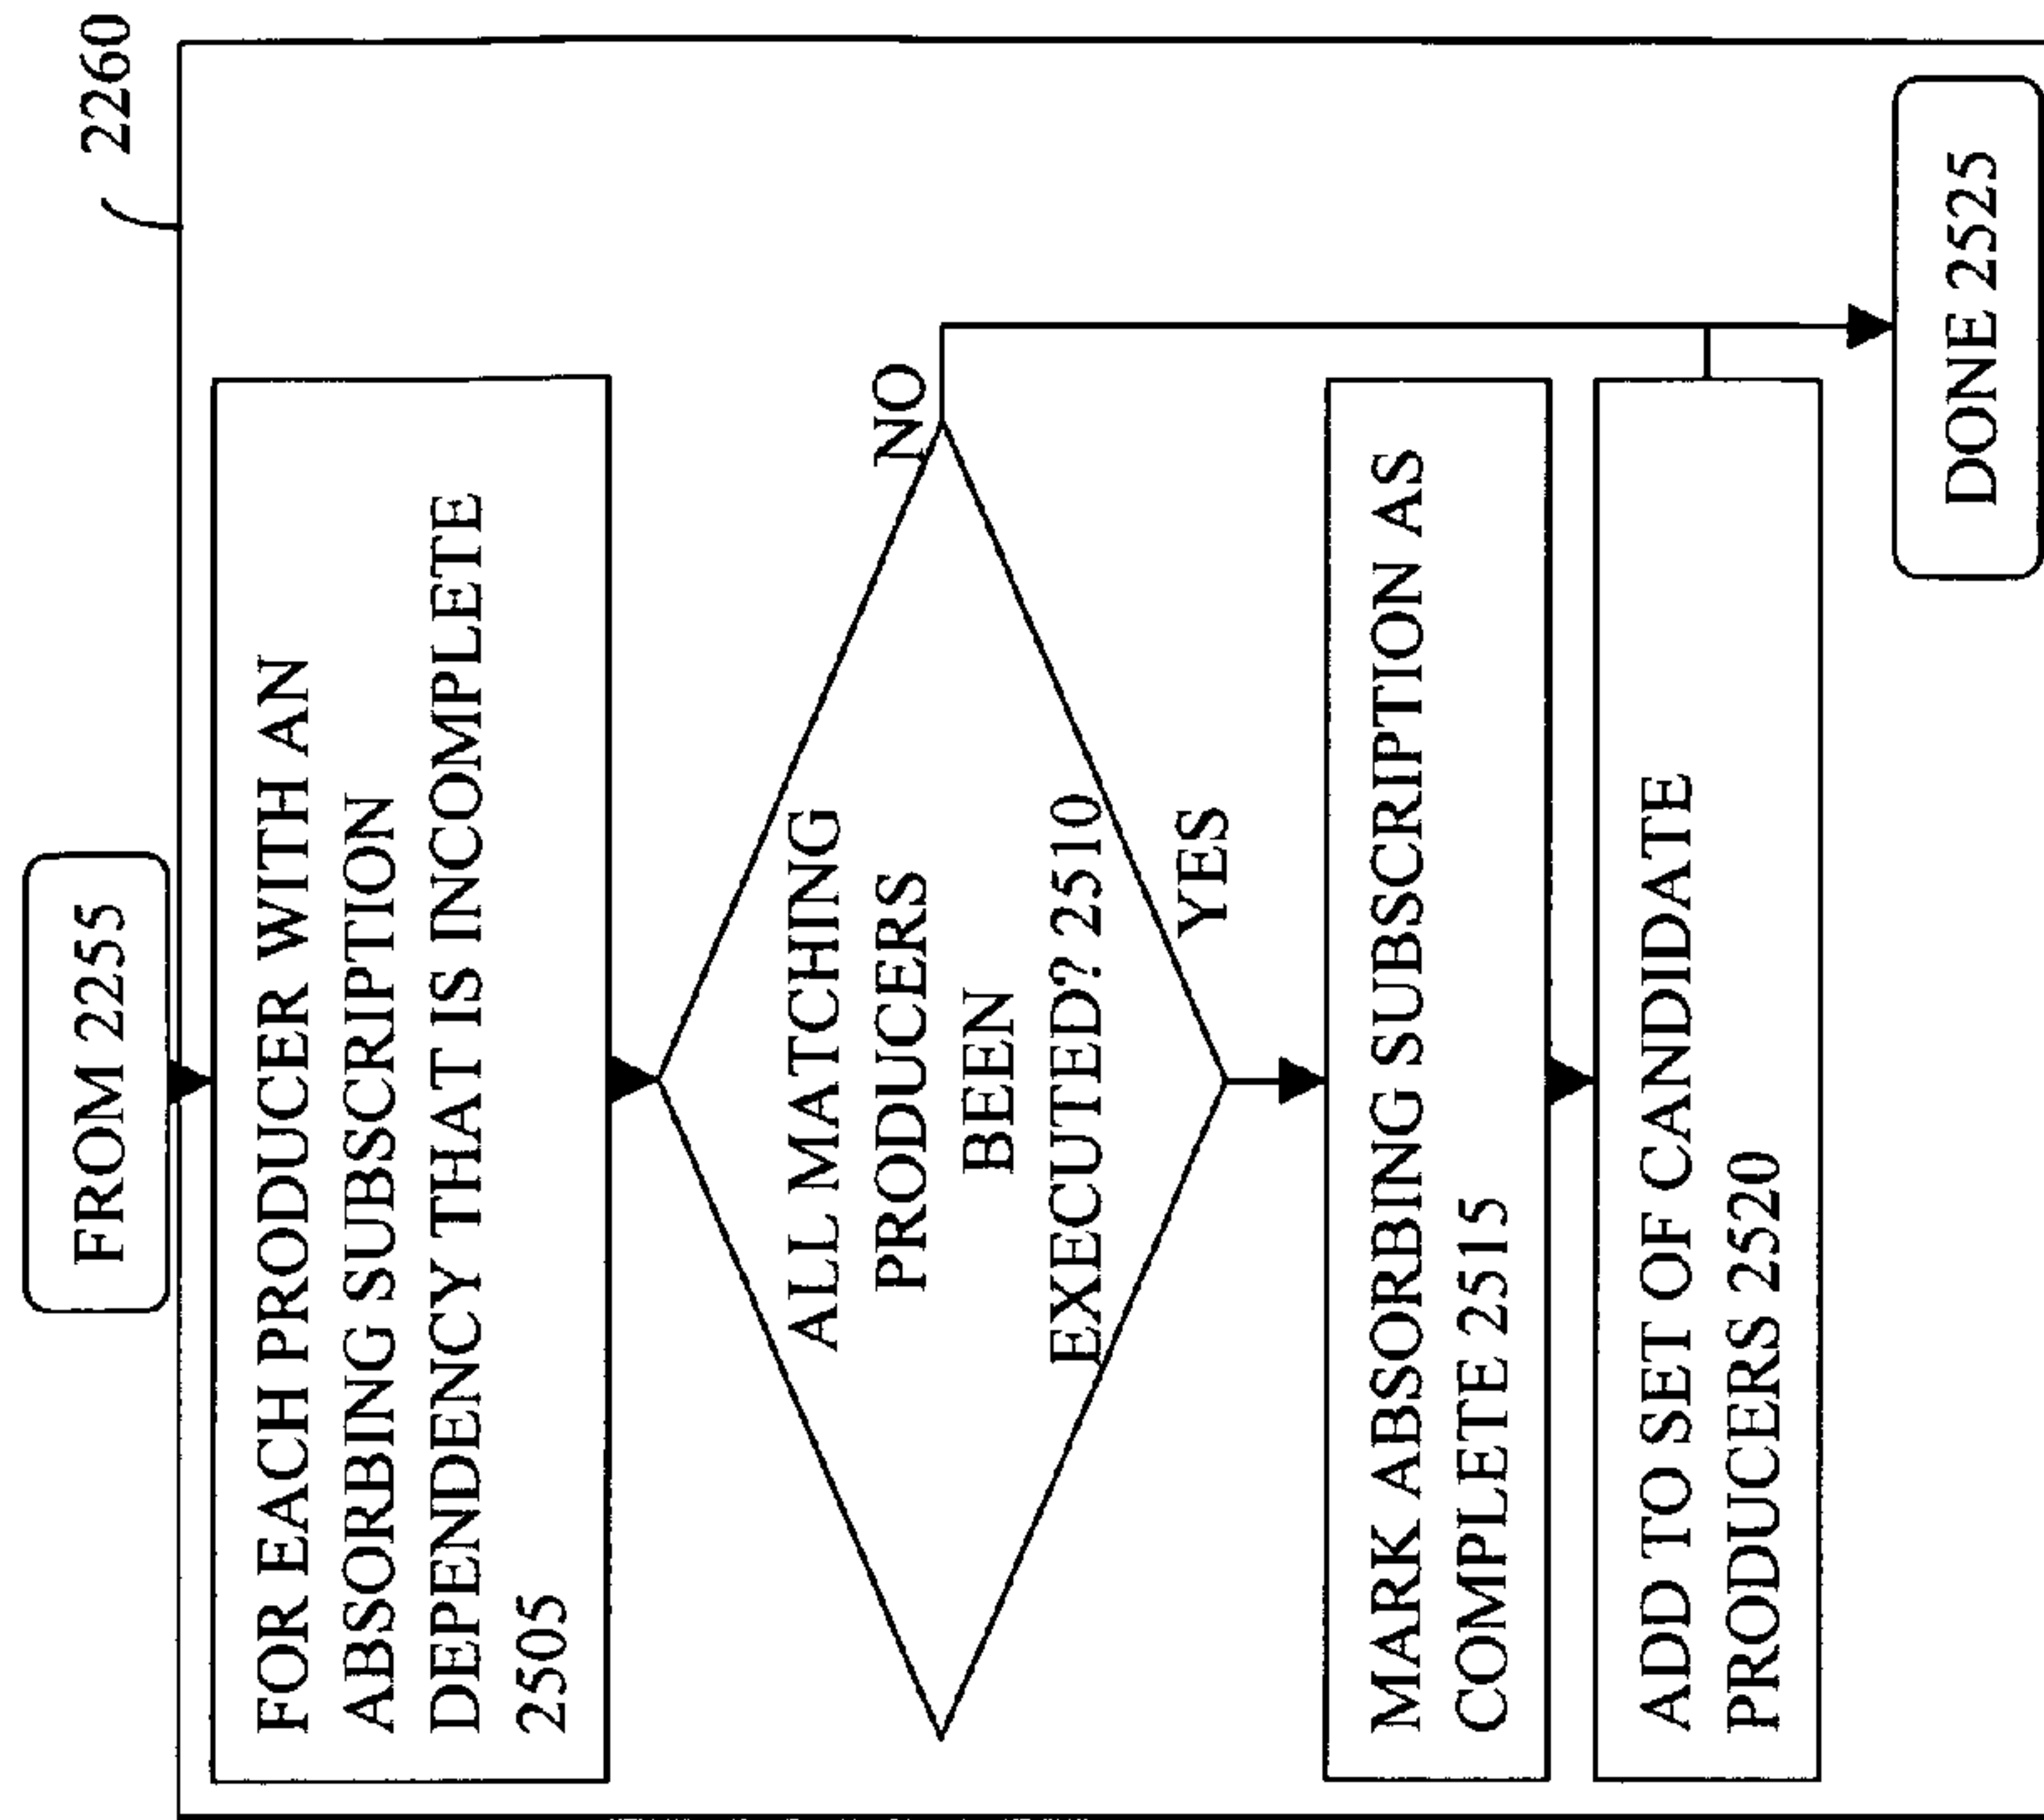 2260
FROM 2255
FOR EACH PRODUCER WITH AN
ABSORBING SUBSCRIPTION
DEPENDENCY THAT IS INCOMPLETE
2505
ALL MATCHING
PRODUCERS
BEEN
EXECUTED? 2510
NO
YES
MARK ABSORBING SUBSCRIPTION AS
COMPLETE 2515
ADD TO SET OF CANDIDATE
PRODUCERS 2520
DONE 2525